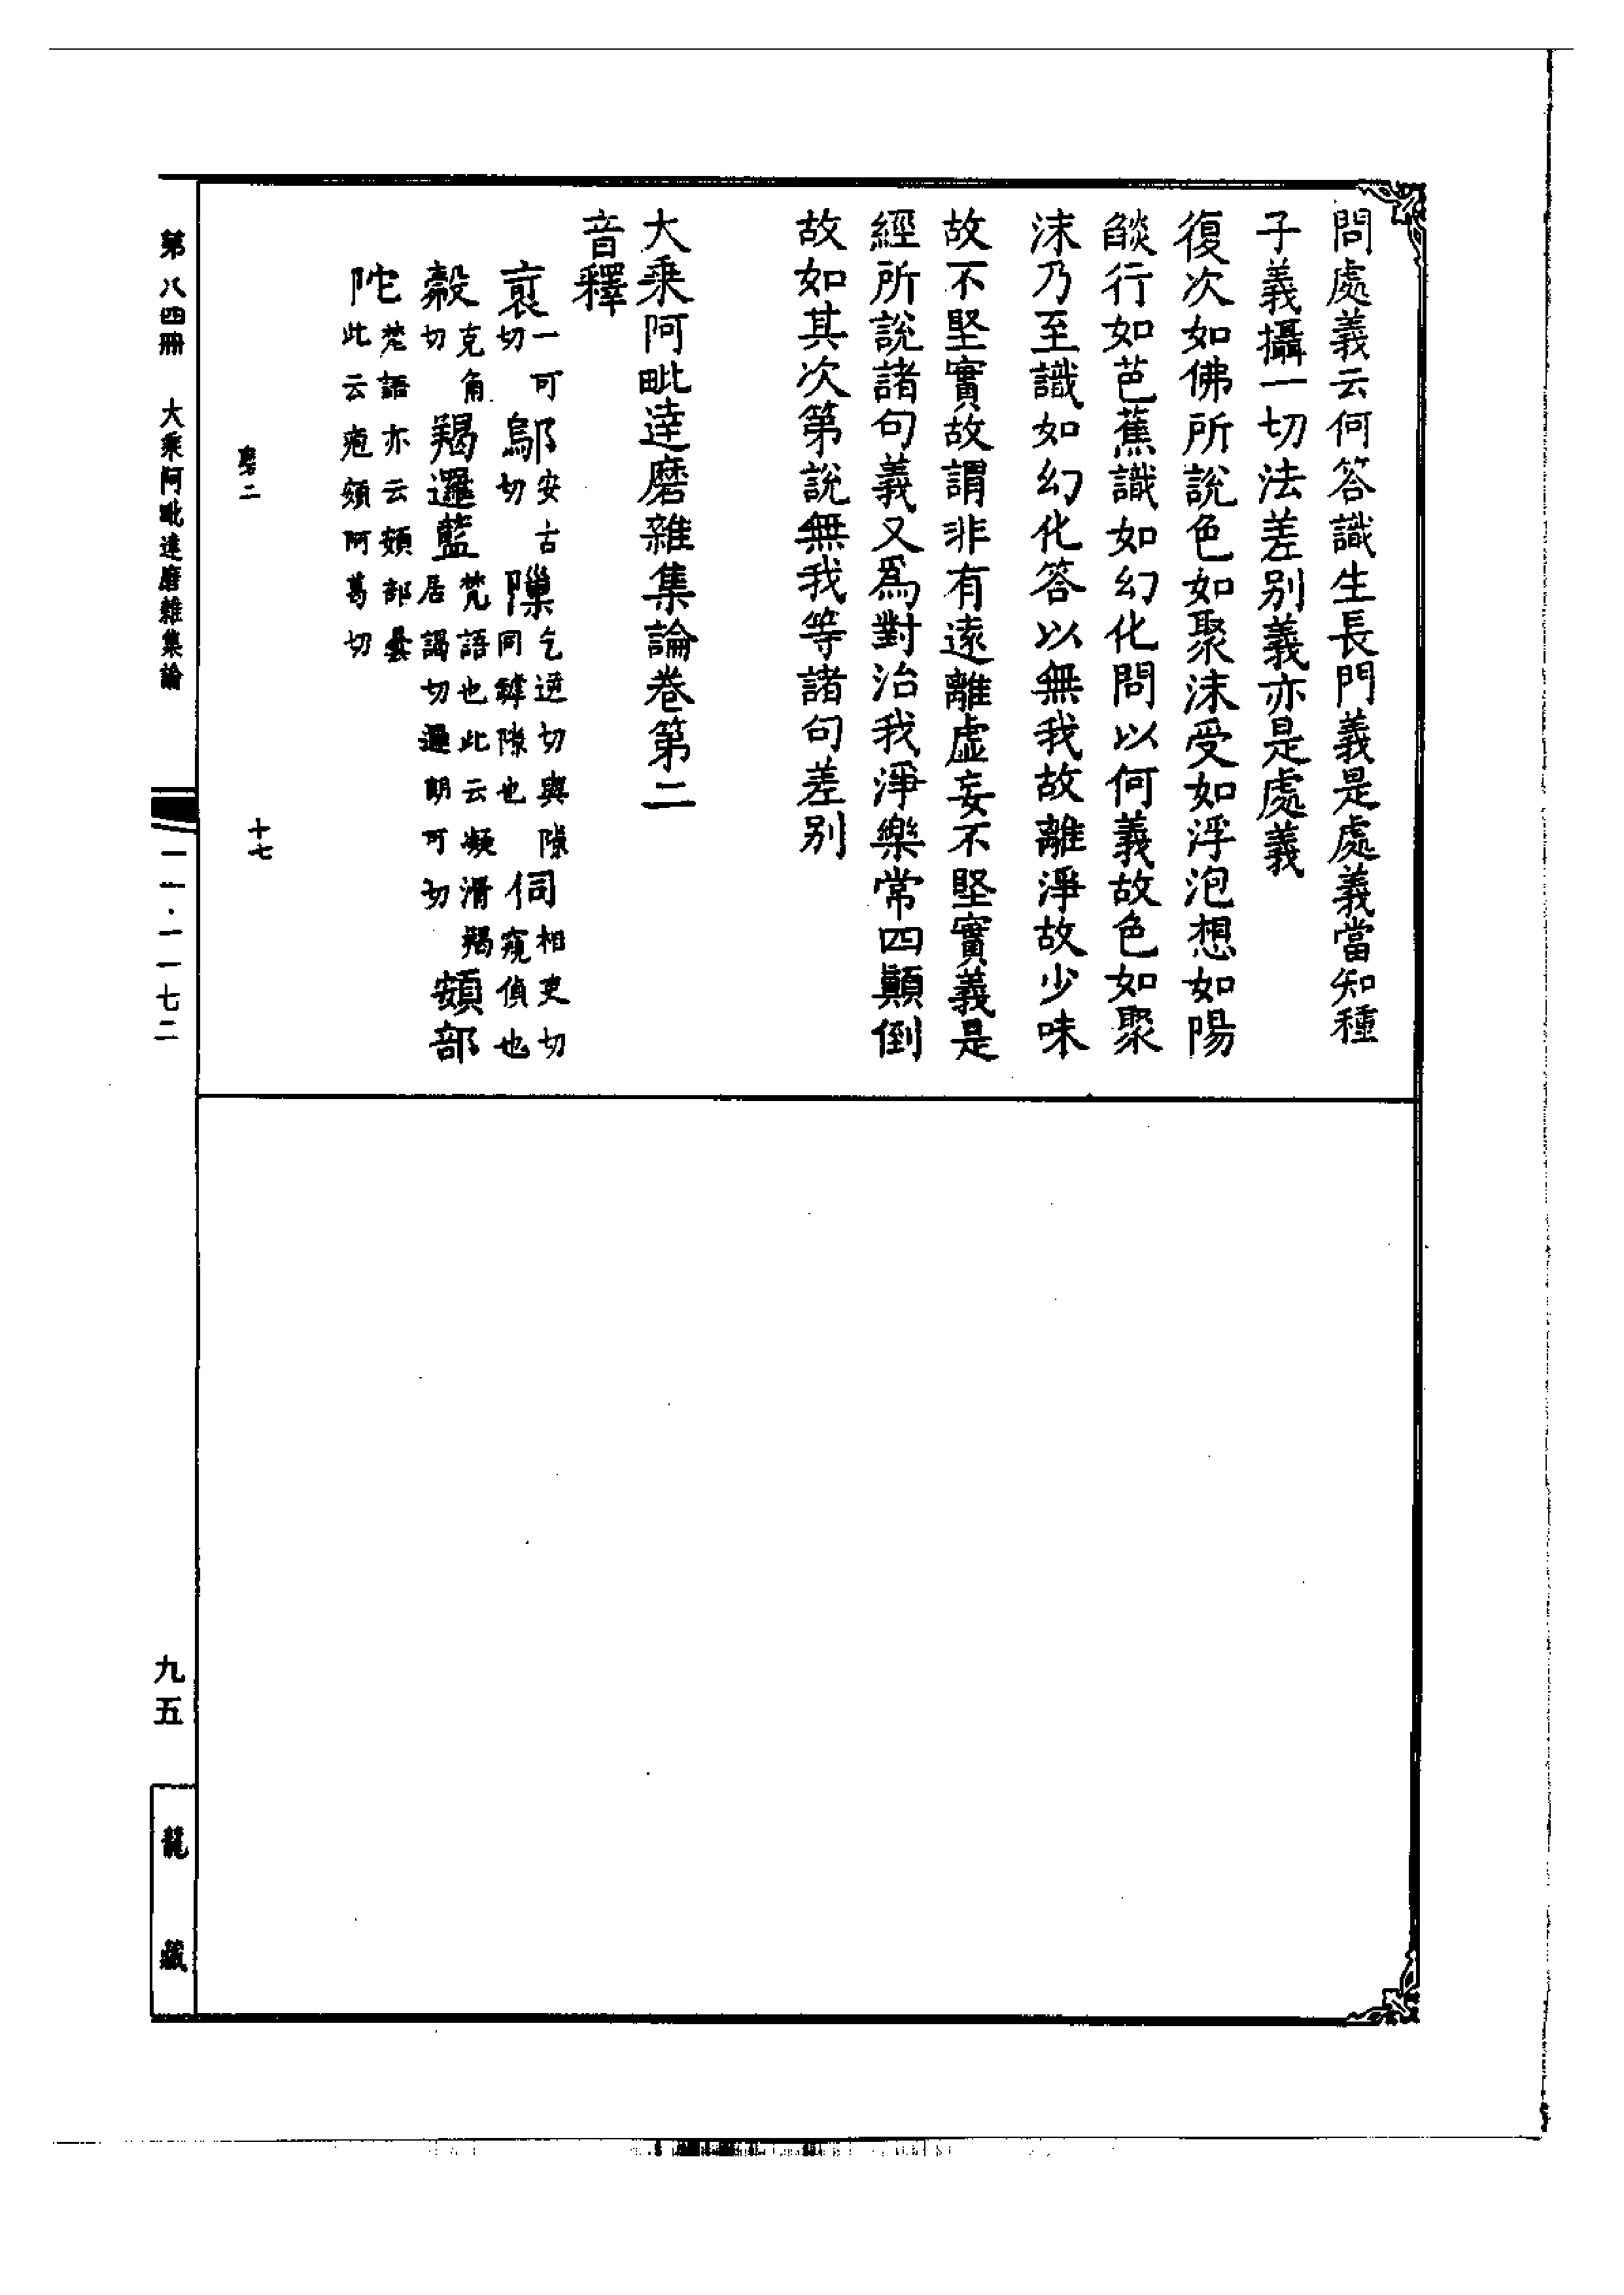 問處義云何答識生長門義是處義當知種
子義攝一切法差别義亦是處義
復次如佛所說色如聚沫受如浮泡想如陽
燄行如芭蕉識如幻化問以何義故色如聚
沫乃至識如幻化答以無我故離淨故少味
故不堅實故謂非有遠離虛妄不堅實義是
經所說諸句義又爲對治我淨樂常四顛倒
故如其次第說無我等諸句差别
大乘阿毗達磨雜集論卷第二
音釋
裒一可切 鄔安古切 隟乞逆切與隙同罅隙也 伺相吏切窺偵也
㲉克角切 羯邏藍梵語也此云凝滑羯居謁切邏朗可切 頞部
陀梵語亦云頞部曇此云疱頞阿葛切
磨二 十七
第八四冊 大乘阿毗達磨雜集論 一一·一一七二 九五 龍藏